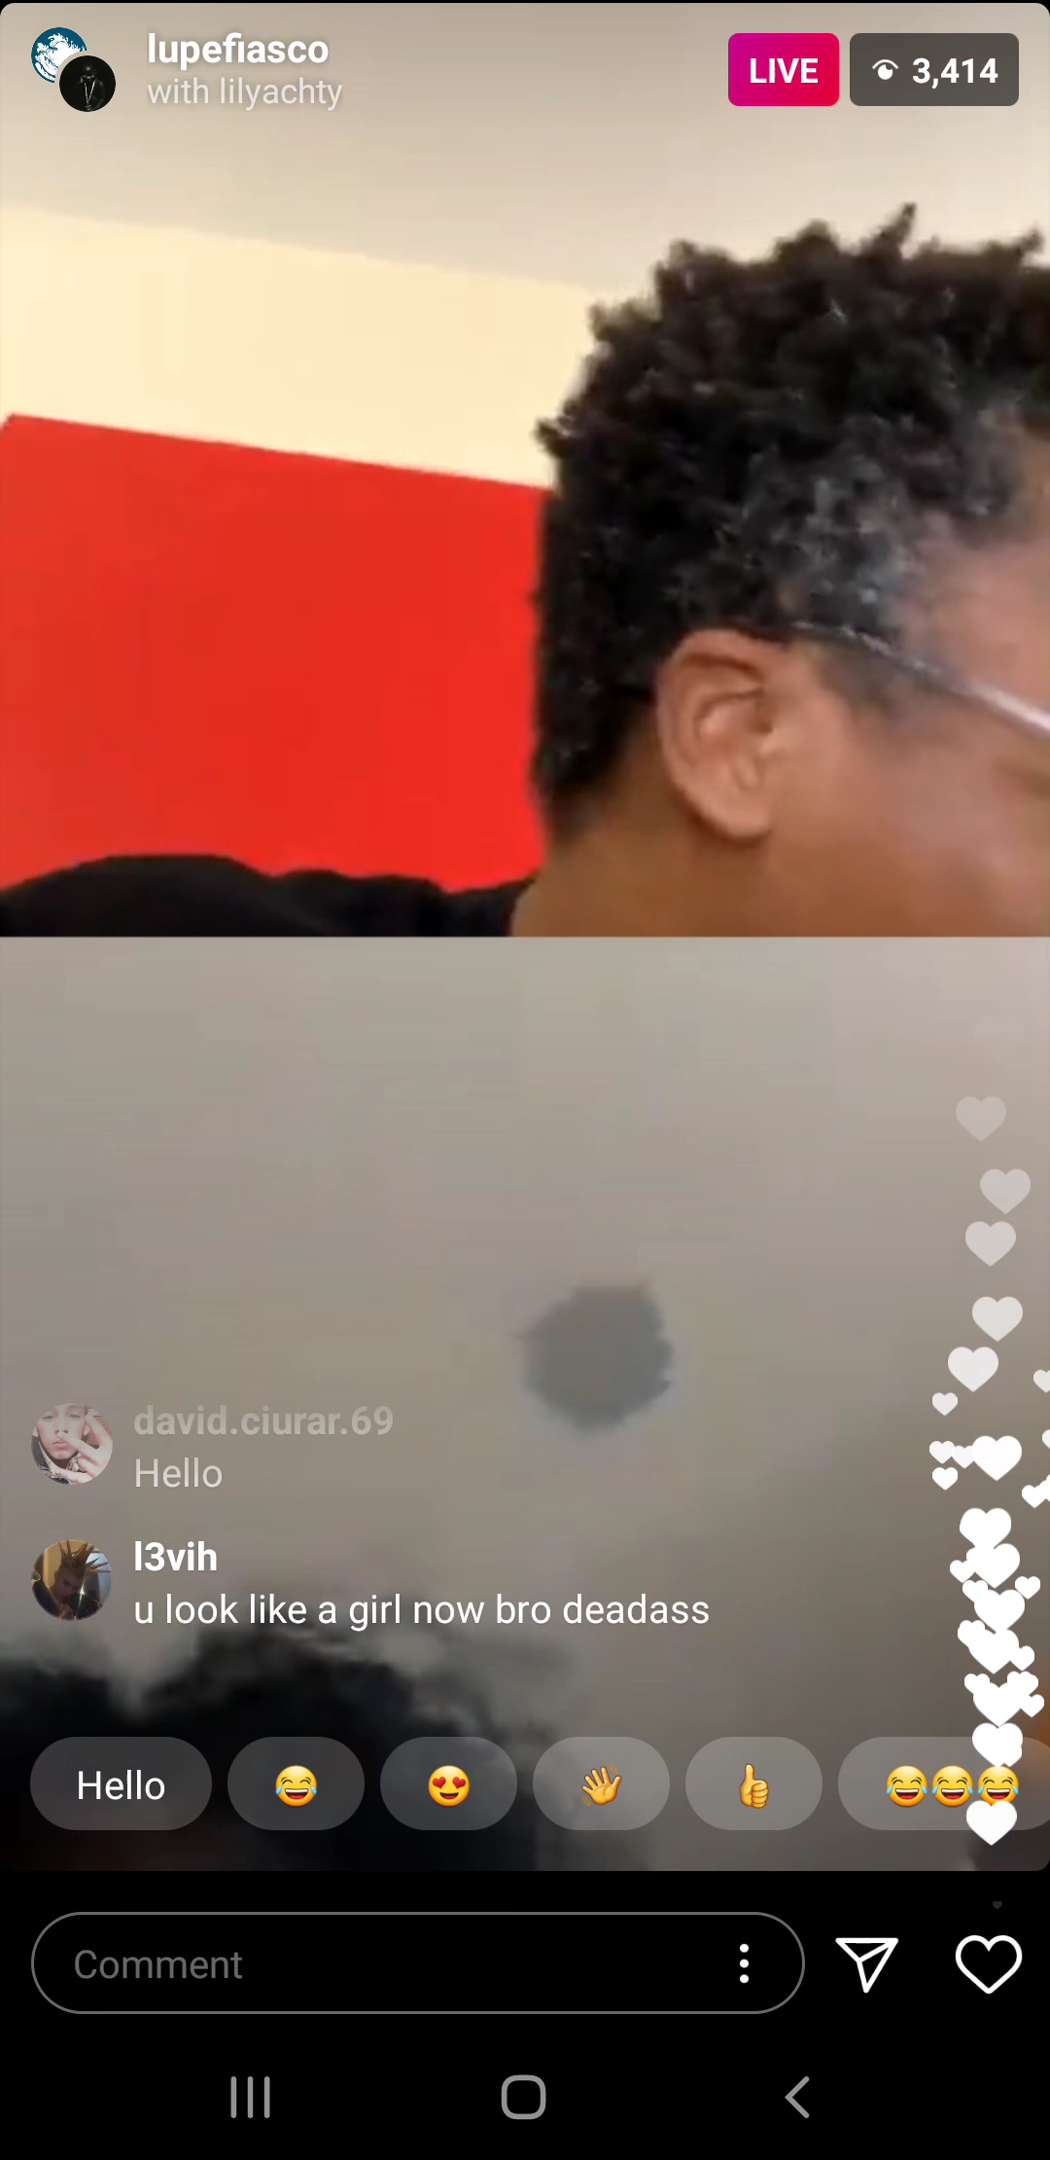 lupefiasco
with lilyachty
LIVE
3,414
david.ciurar.69
Hello
l3vih
u look like a girl now bro deadass
Hello
😂
😍
👋
👍
😂😂😂
Comment